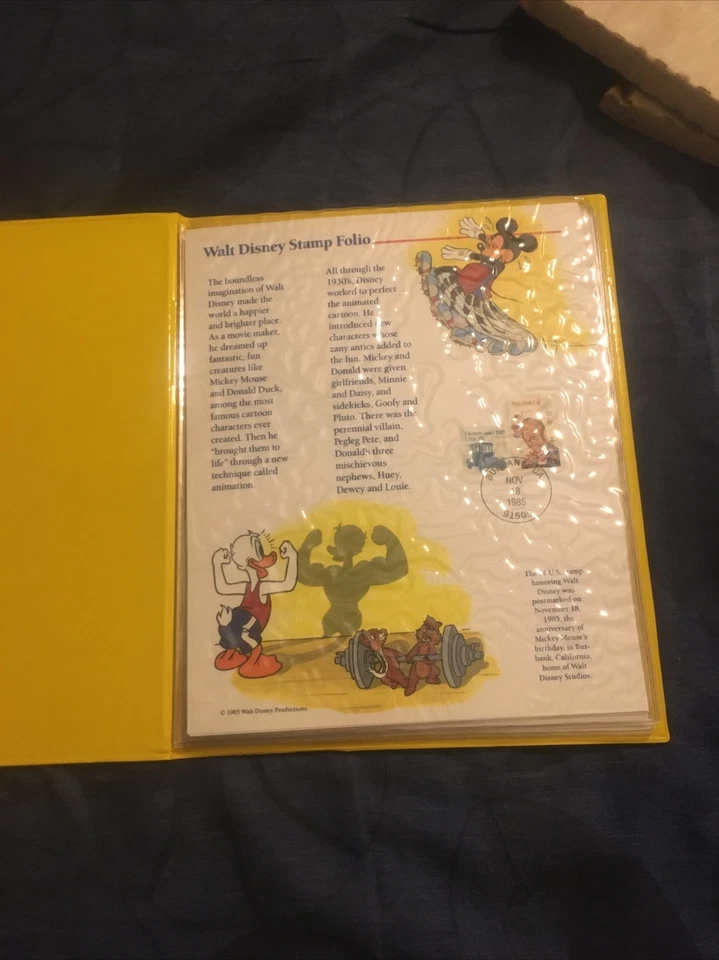 Walt Disney Stamp Folio
The boundless
imagination of Walt
Disney made the
world a happier
and brighter place.
As a movie maker,
he dreamed up
fantastic, fun
creatures like
Mickey Mouse
and Donald Duck,
among the most
famous cartoon
characters ever
created. Then he
"brought them to
life" through a new
technique called
animation.
All through the
1930's, Disney
worked to perfect
the animated
cartoon. He
introduced new
characters whose
zany antics added to
the fun. Mickey and
Donald were given
girlfriends, Minnie
and Daisy, and
sidekicks, Goofy and
Pluto. There was the
perennial villain,
Pegleg Pete, and
Donald's three
mischievous
nephews, Huey,
Dewey and Louie.
NOV
18
1985
The U.S. stamp
honoring Walt
Disney was
postmarked on
November 18,
1985, the
anniversary of
Mickey Mouse's
birthday, in Bur-
bank, California,
home of Walt
Disney Studios.
© 1985 Walt Disney Productions